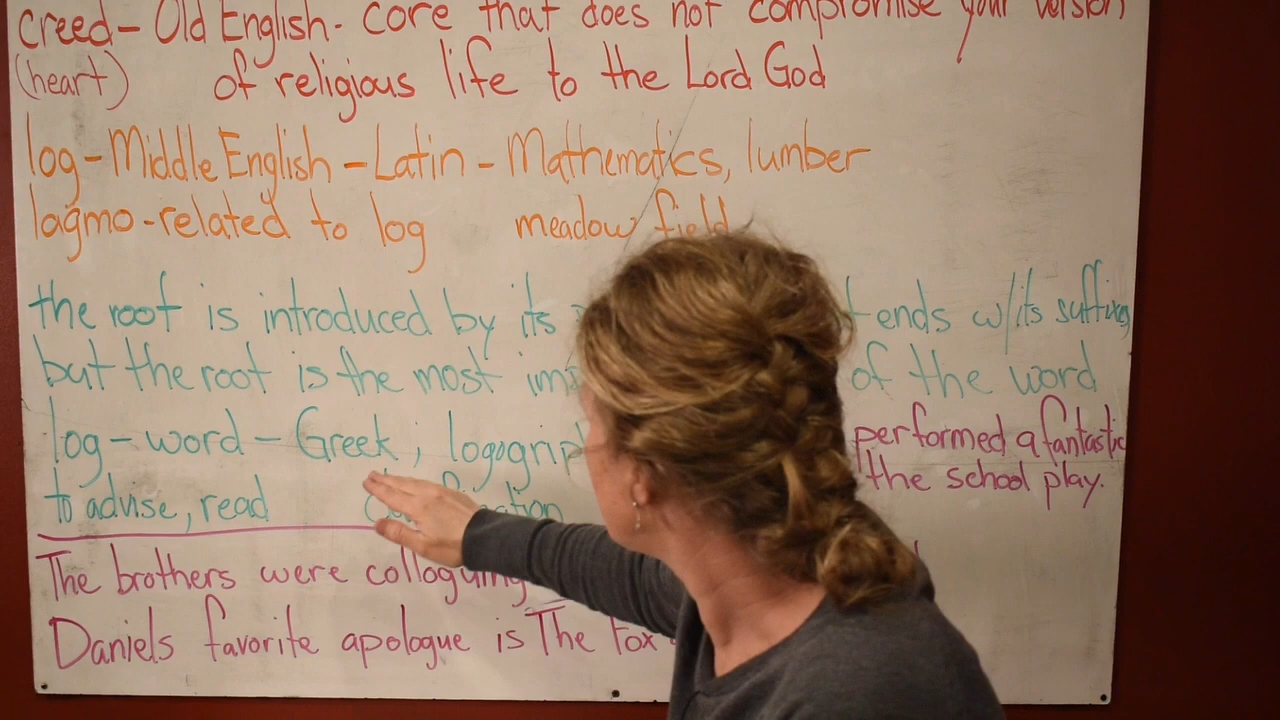 creed - Old English - core that does not compromise your version
(heart) of religious life to the Lord God
log - Middle English - Latin - Mathematics, lumber
lagmo - related to log meadow field
the root is introduced by its ends w/its suffixes
but the root is the most of the word
log - word - Greek; performed a fantastic
to advise, read the school play.
The brothers were colloguing
Daniels favorite apologue is The Fox